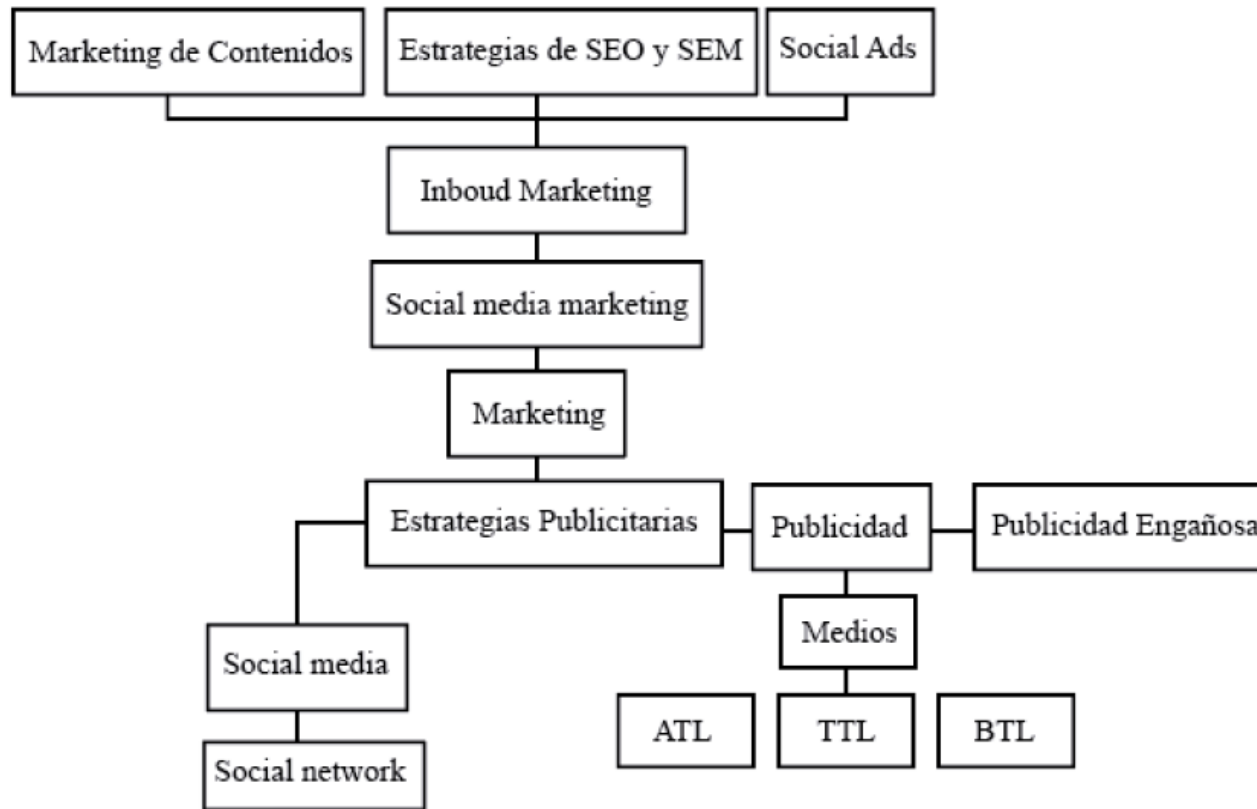 Marketing de Contenidos
Estrategias de SEO y SEM
Social Ads
Inboud Marketing
Social media marketing
Marketing
Estrategias Publicitarias
Publicidad
Publicidad Engañosa
Medios
Social media
ATL
TTL
BTL
Social network